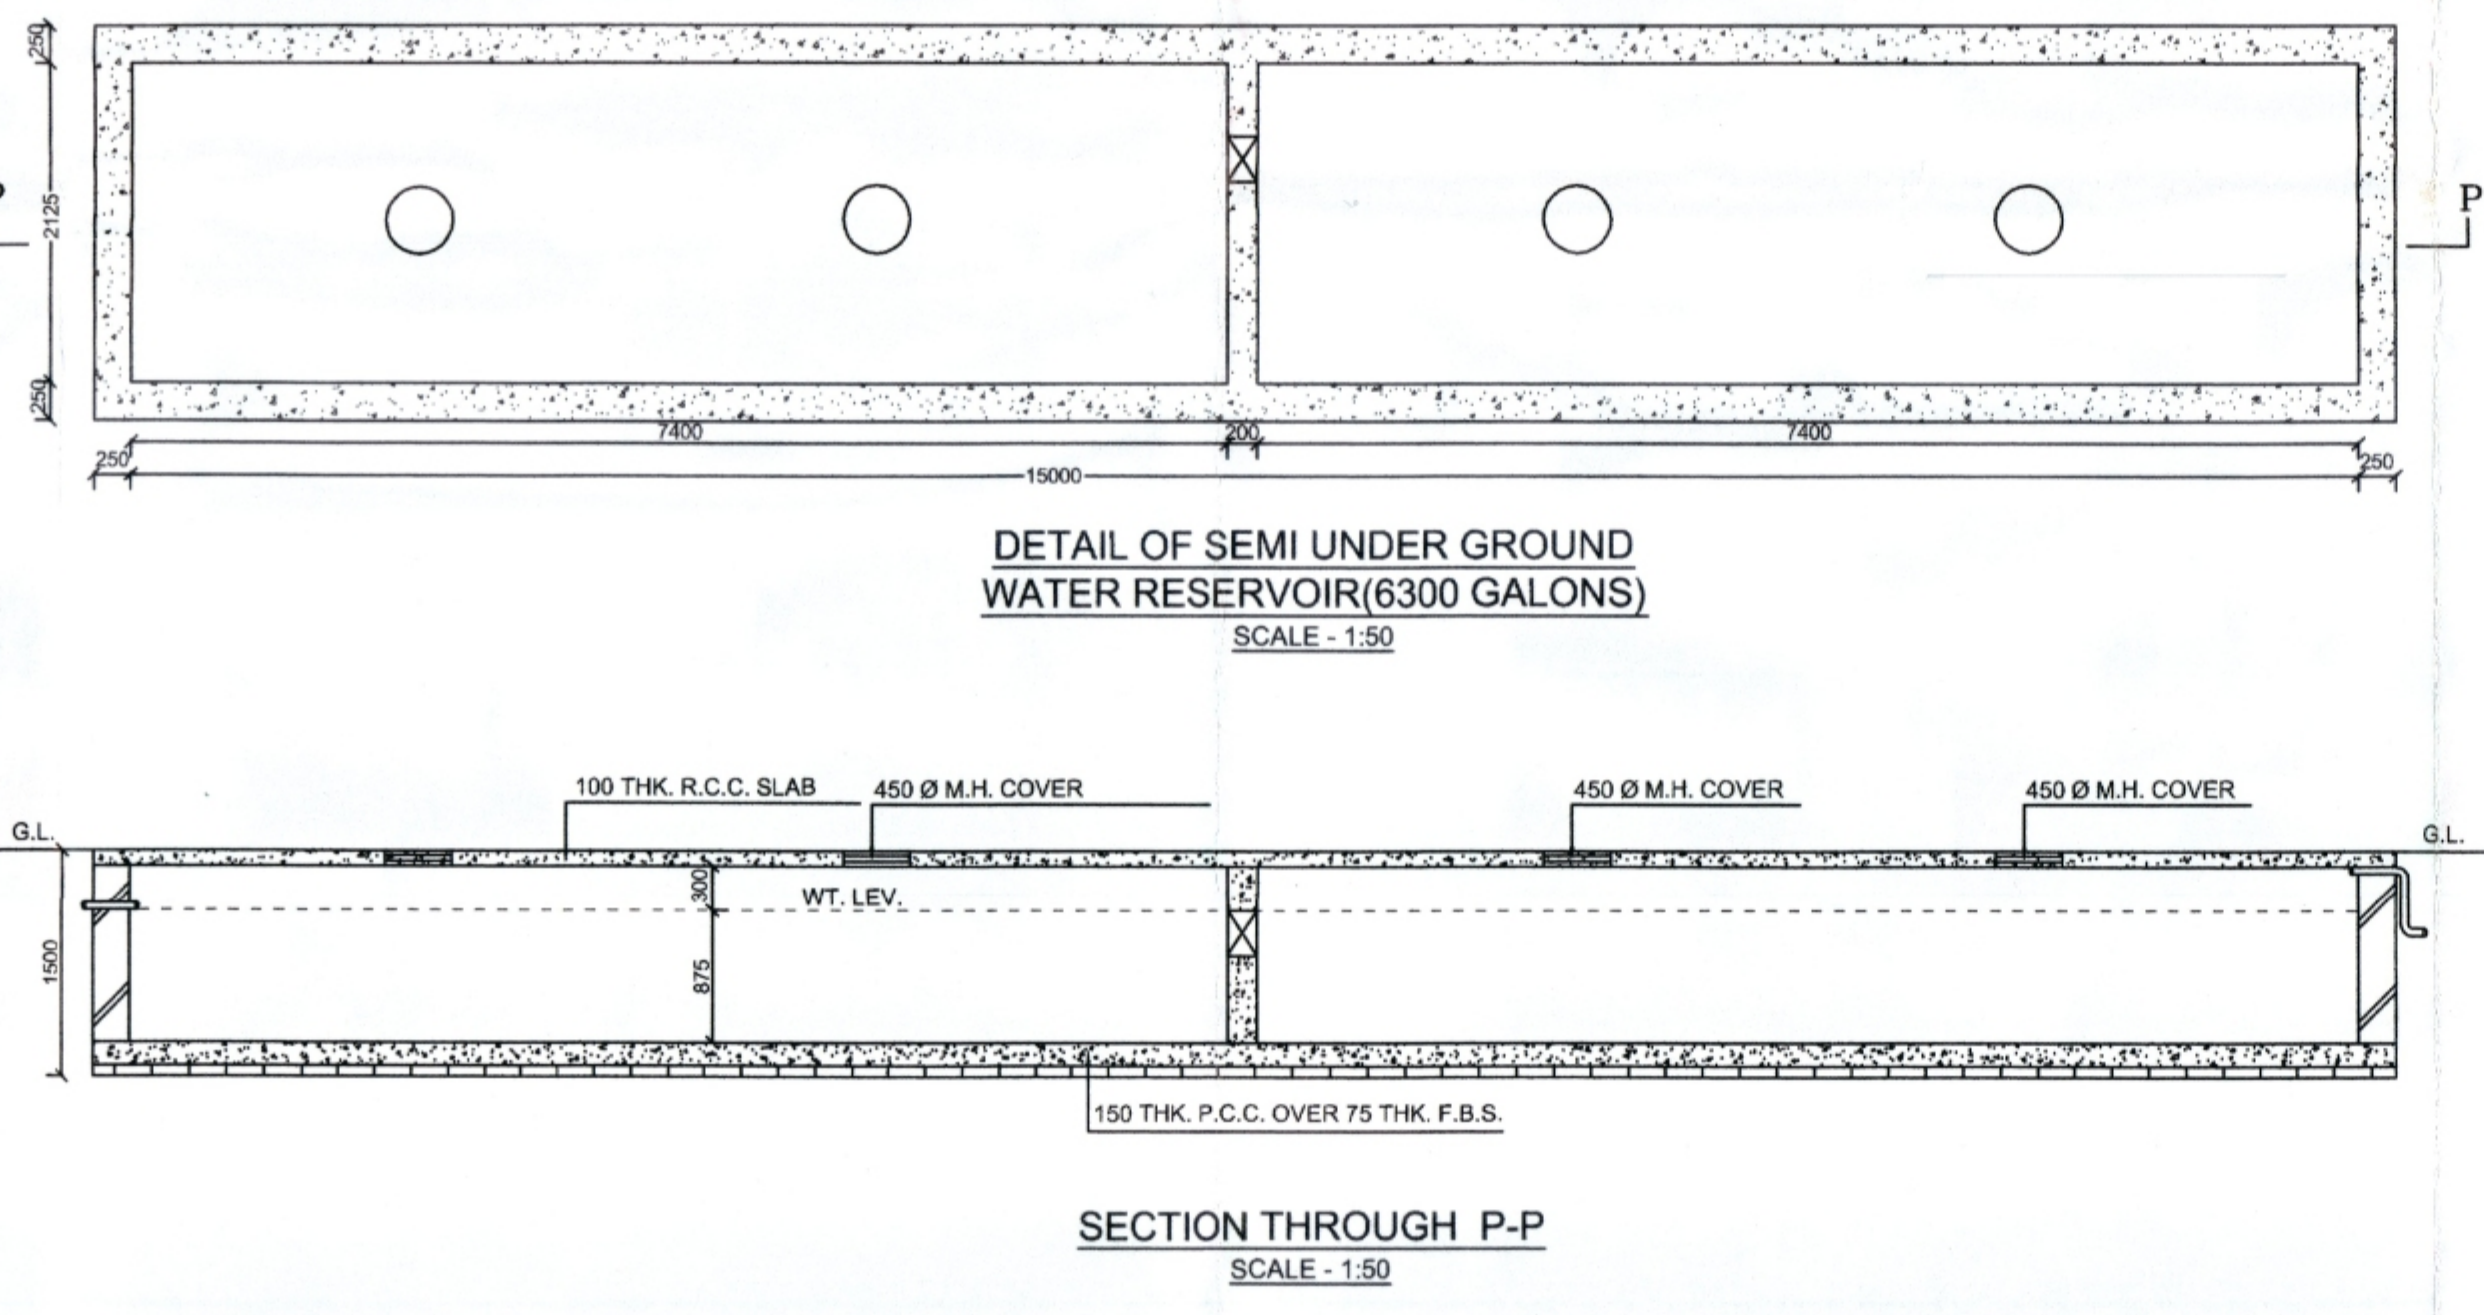 250
2125
250
P
7400
200
7400
250
15000
250
DETAIL OF SEMI UNDER GROUND
WATER RESERVOIR(6300 GALONS)
SCALE - 1:50
100 THK. R.C.C. SLAB
450 Ø M.H. COVER
450 Ø M.H. COVER
450 Ø M.H. COVER
G.L.
G.L.
300
WT. LEV.
1500
875
150 THK. P.C.C. OVER 75 THK. F.B.S.
SECTION THROUGH P-P
SCALE - 1:50